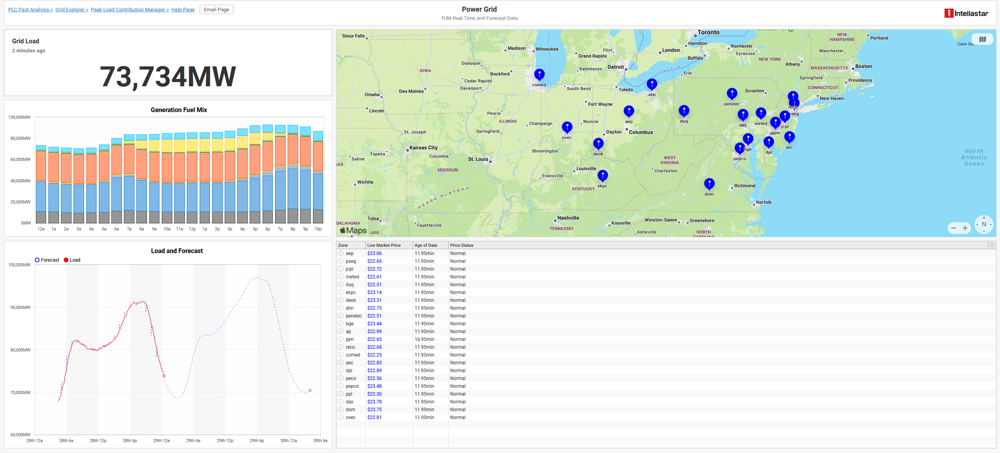 PLC Past Analysis > Grid Explorer > Peak Load Contribution Manager > Help Page Email Page
Power Grid
PJM Real Time and Forecast Data
Intellastar
Grid Load
2 minutes ago
73,734MW
Generation Fuel Mix
100,000MW
80,000MW
60,000MW
40,000MW
20,000MW
0MW
12a 1a 2a 3a 4a 5a 6a 7a 8a 9a 10a 11a 12p 1p 2p 3p 4p 5p 6p 7p 8p 9p 10p
Load and Forecast
Forecast Load
100,000MW
90,000MW
80,000MW
70,000MW
60,000MW
28th 12a 28th 6a 28th 12p 28th 6p 29th 12a 29th 6a 29th 12p 29th 6p 30th 12a 30th 6a
Sioux Falls
Toronto
NEW HAMPSHIRE
Portland
Madison
Milwaukee
Flint
Grand Rapids
London
Hamilton
Rochester
Syracuse
Buffalo
NEW YORK
Albany
Manchester
MASSACHUSETTS
Boston
Dubuque
IOWA
Rockford
Kalamazoo
Detroit
Lake Erie
Erie
Springfield
Providence
CONNECTICUT
New Haven
Cedar Rapids
Davenport
Des Moines
Omaha
comed
South Bend
Toledo
atsi
Scranton
penelec
Lincoln
Peoria
Fort Wayne
reco
pseg
ILLINOIS
Champaign
Muncie
aep
duq
day
meted
jcpl
St. Joseph
Springfield
ovec
Dayton
Columbus
pjm
aec
bge
dpl
pepco
Kansas City
Topeka
Columbia
Salina
Bloomington
deok
St. Louis
WEST VIRGINIA
SAS
MISSOURI
Louisville
Charleston
North Atlantic Ocean
Wichita
Evansville
KENTUCKY
ekpc
dom
Richmond
OZARK PLATEAU
Norfolk
Tulsa
Nashville
Winston-Salem
Greensboro
OKLAHOMA
Fayetteville
TENNESSEE
Knoxville
Asheville
NORTH CAROLINA
Maps Legal
N
Zone Live Market Price Age of Data Price Status
aep $23.06 11.95min Normal
pseg $22.69 11.95min Normal
jcpl $22.72 11.95min Normal
meted $22.61 11.95min Normal
duq $22.51 11.95min Normal
ekpc $23.14 11.95min Normal
deok $23.31 11.95min Normal
atsi $22.75 11.95min Normal
penelec $22.51 11.95min Normal
bge $23.44 11.95min Normal
ap $22.99 11.95min Normal
pjm $22.65 16.95min Normal
reco $22.68 11.95min Normal
comed $22.25 11.95min Normal
aec $22.85 11.95min Normal
dpl $22.89 11.95min Normal
peco $22.56 11.95min Normal
pepco $23.48 11.95min Normal
ppl $22.30 11.95min Normal
day $23.78 11.95min Normal
dom $23.75 11.95min Normal
ovec $22.81 11.95min Normal